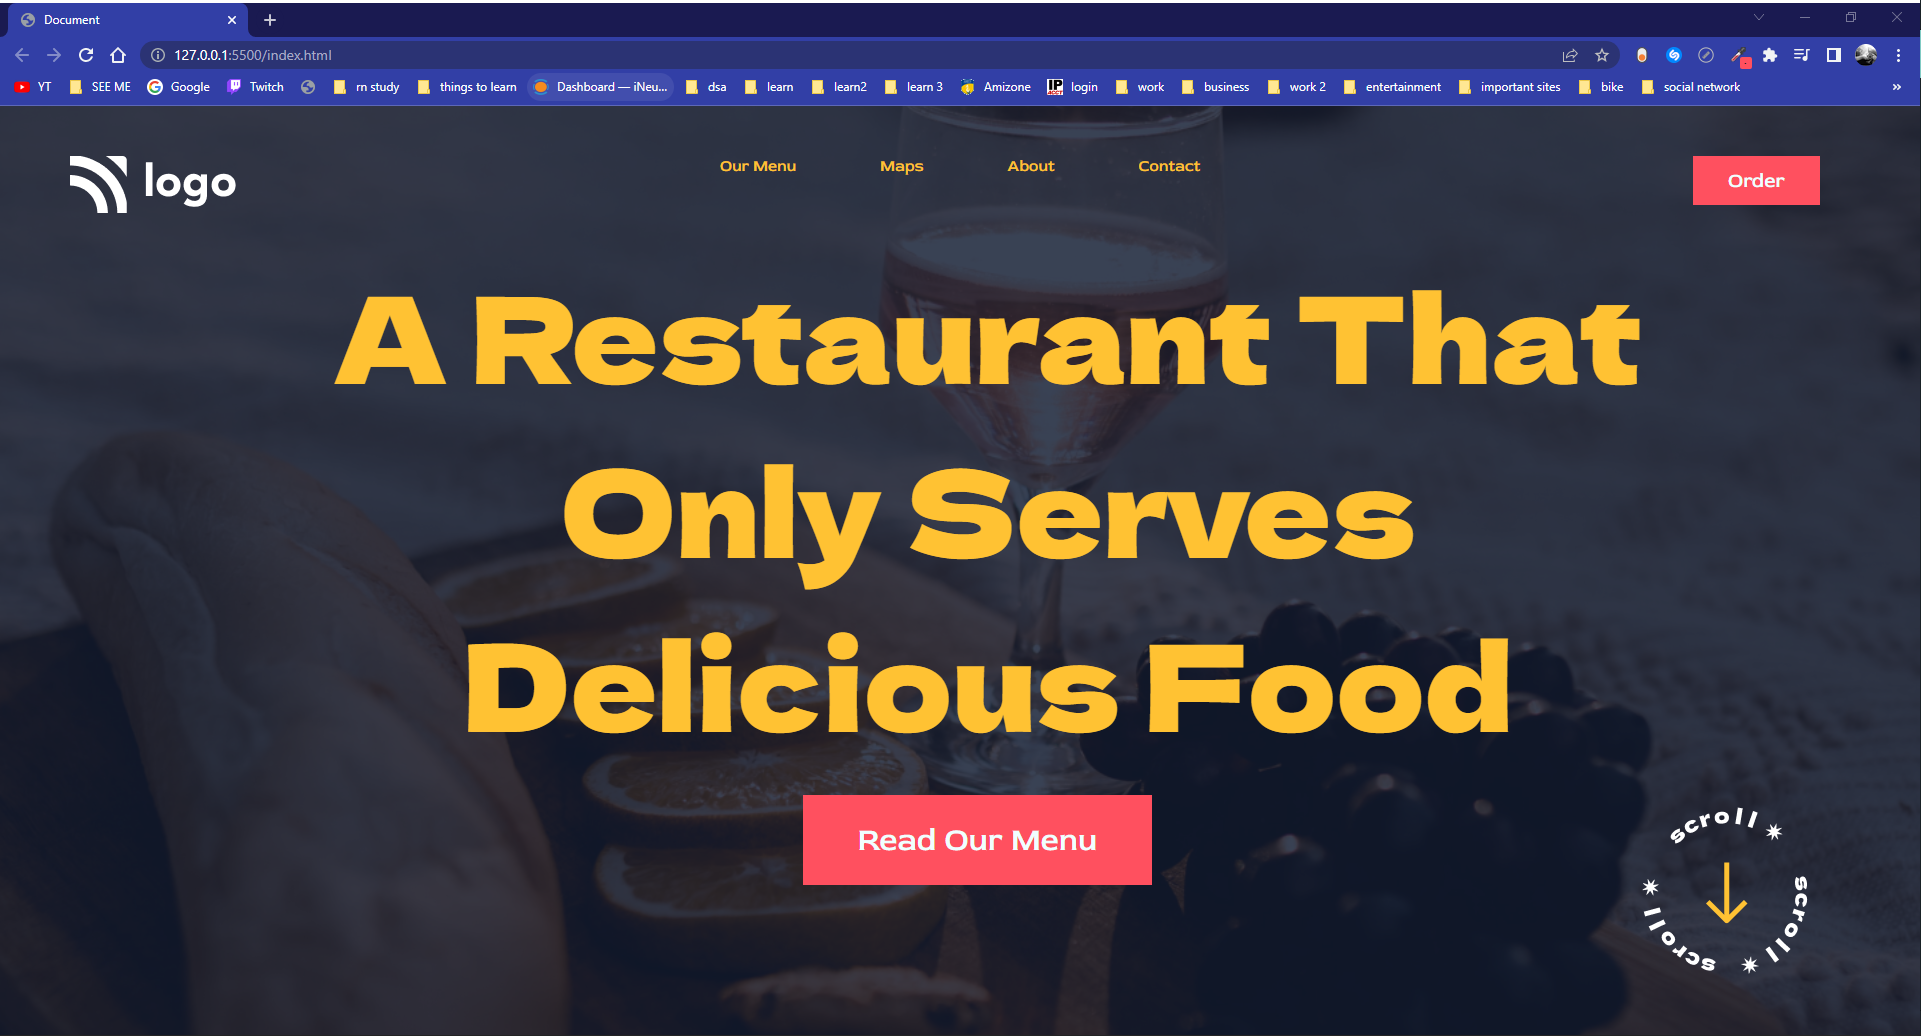 Document
127.0.0.1:5500/index.html
YT SEE ME Google Twitch rn study things to learn Dashboard — iNeu... dsa learn learn2 learn 3 Amizone IP login work business work 2 entertainment important sites bike social network »
logo
Our Menu Maps About Contact
Order
A Restaurant That
Only Serves
Delicious Food
Read Our Menu
scroll
scroll
scroll